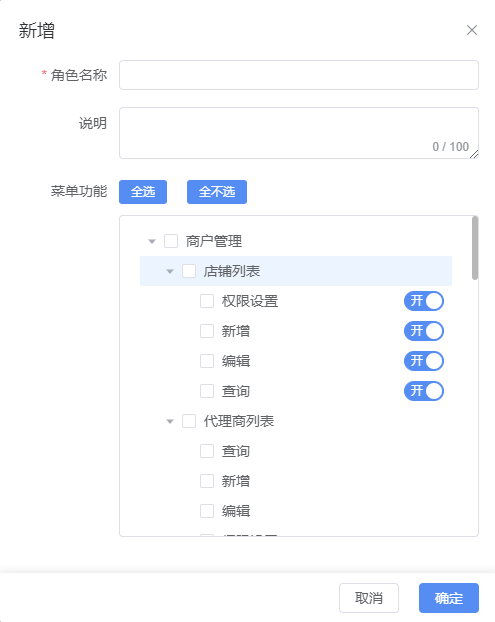 新增
* 角色名称
说明
0 / 100
菜单功能 全选 全不选
商户管理
店铺列表
权限设置 开
新增 开
编辑 开
查询 开
代理商列表
查询
新增
编辑
取消 确定